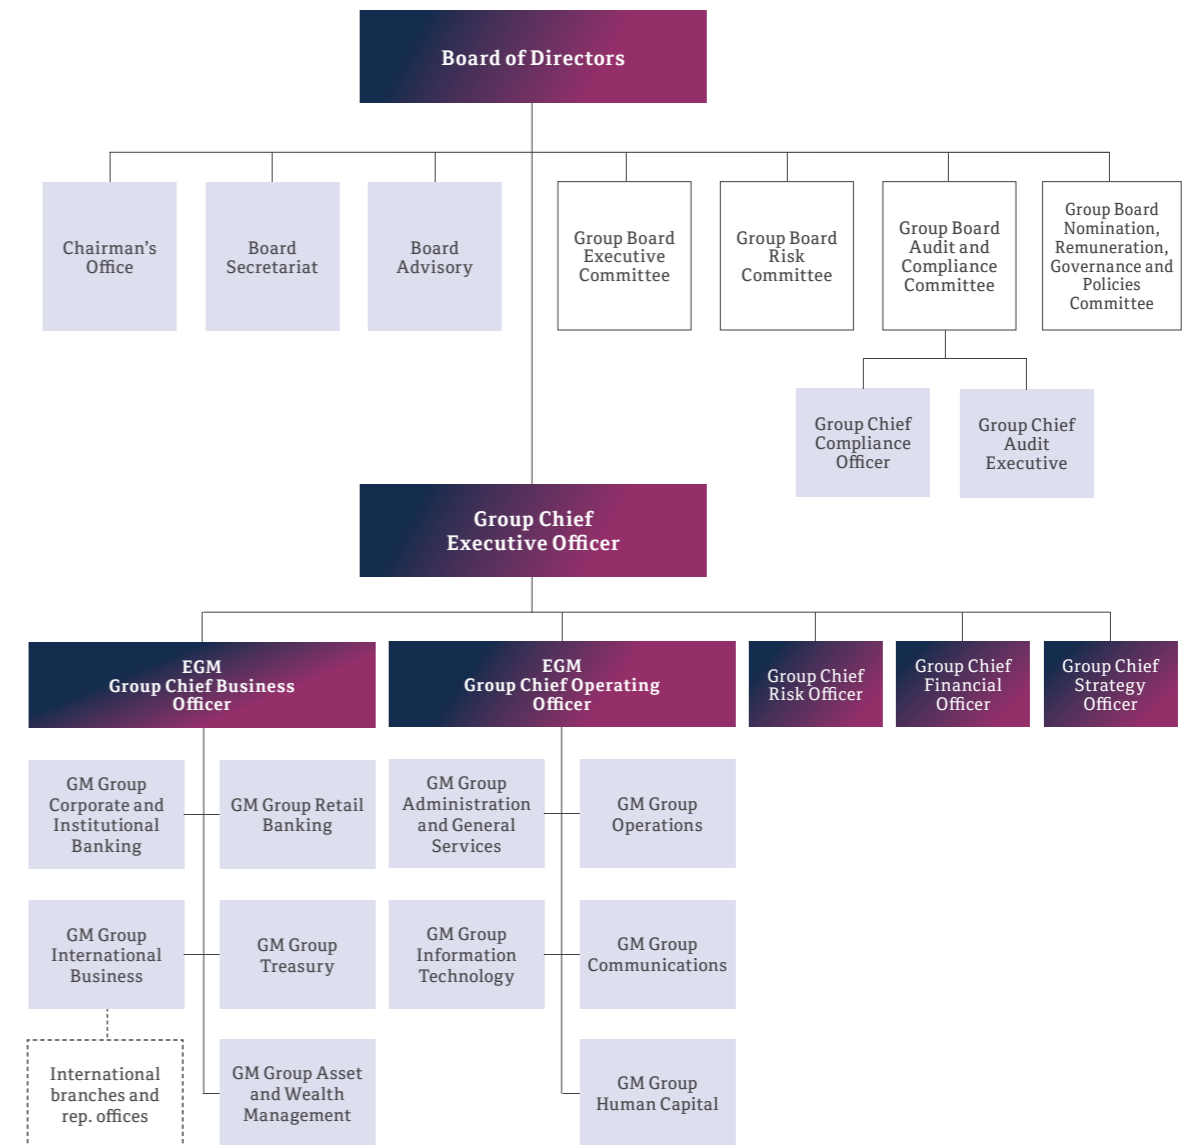 Board of Directors
Chairman's
Office
Board
Secretariat
Board
Advisory
Group Board
Executive
Committee
Group Board
Risk
Committee
Group Board
Audit and
Compliance
Committee
Group Board
Nomination,
Remuneration,
Governance and
Policies
Committee
Group Chief
Compliance
Officer
Group Chief
Audit
Executive
Group Chief
Executive Officer
EGM
Group Chief Business
Officer
EGM
Group Chief Operating
Officer
Group Chief
Risk Officer
Group Chief
Financial
Officer
Group Chief
Strategy
Officer
GM Group
Corporate and
Institutional
Banking
GM Group Retail
Banking
GM Group
Administration
and General
Services
GM Group
Operations
GM Group
International
Business
GM Group
Treasury
GM Group
Information
Technology
GM Group
Communications
International
branches and
rep. offices
GM Group Asset
and Wealth
Management
GM Group
Human Capital